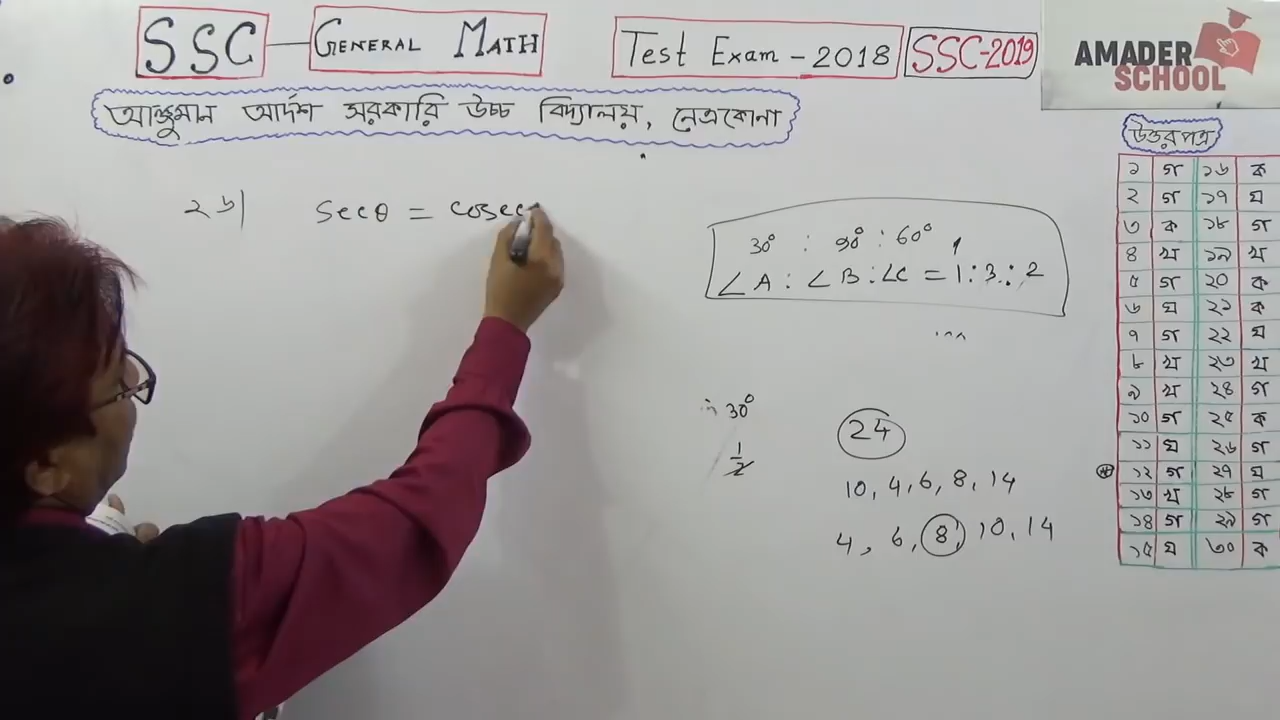 SSC — GENERAL MATH Test Exam - 2018 SSC-2019
AMADER SCHOOL
আঞ্জুমান আর্দশ সরকারি উচ্চ বিদ্যালয়, নেত্রকোনা
উত্তরপত্র
২৬| secθ = cosec
30° : 90° : 60°
∠A : ∠B : ∠C = 1 : 3 : 2
30°
1/2
24
10, 4, 6, 8, 14
4, 6, 8, 10, 14
১ গ ১৬ ক
২ গ ১৭ ঘ
৩ ক ১৮ গ
৪ খ ১৯ খ
৫ গ ২০ ক
৬ ঘ ২১ ক
৭ গ ২২ ঘ
৮ খ ২৩ খ
৯ খ ২৪ গ
১০ গ ২৫ ক
১১ ঘ ২৬ গ
১২ গ ২৭ ঘ
১৩ খ ২৮ গ
১৪ গ ২৯ গ
১৫ ঘ ৩০ ক